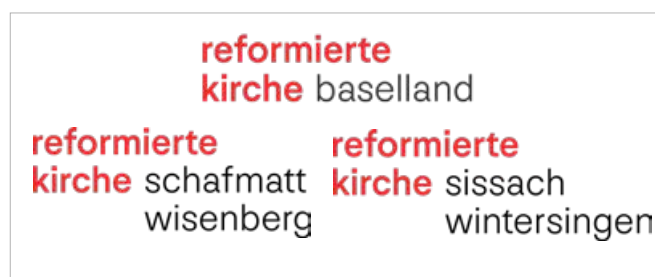 reformierte
kirche baselland
reformierte
kirche schafmatt
wisenberg
reformierte
kirche sissach
wintersingen